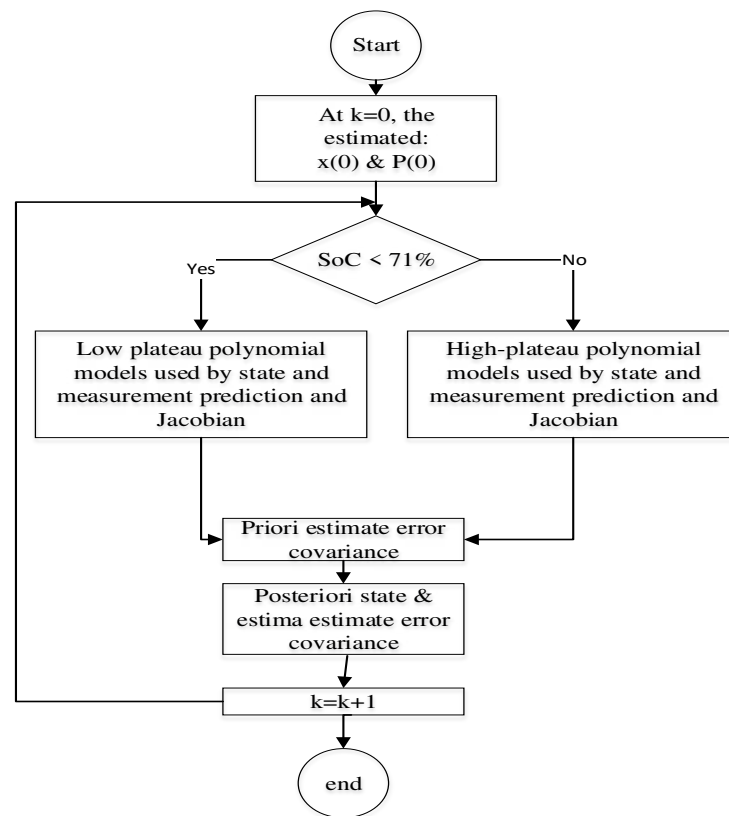 Start
At k=0, the
estimated:
x(0) & P(0)
SoC < 71%
Yes
No
Low plateau polynomial
models used by state and
measurement prediction and
Jacobian
High-plateau polynomial
models used by state and
measurement prediction and
Jacobian
Priori estimate error
covariance
Posteriori state &
estima estimate error
covariance
k=k+1
end